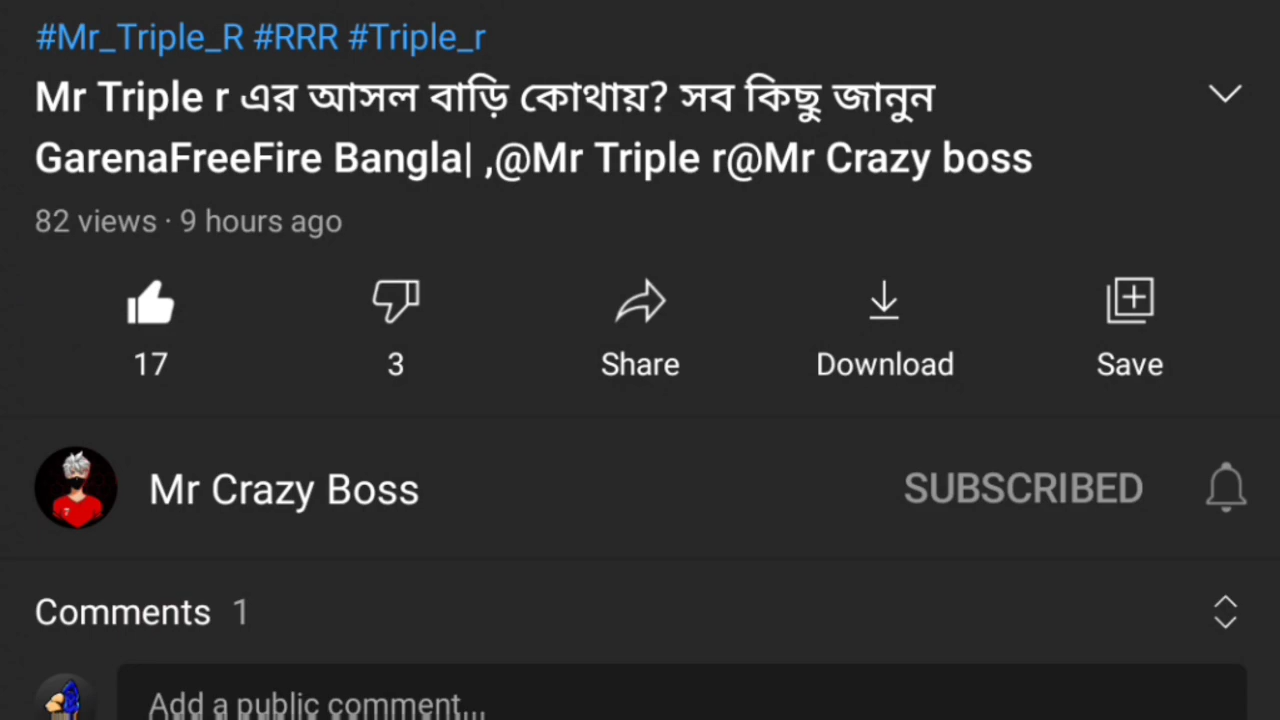 #Mr_Triple_R #RRR #Triple_r
Mr Triple r এর আসল বাড়ি কোথায়? সব কিছু জানুন
GarenaFreeFire Bangla| ,@Mr Triple r@Mr Crazy boss
82 views · 9 hours ago
17 3 Share Download Save
Mr Crazy Boss SUBSCRIBED
Comments 1
Add a public comment...